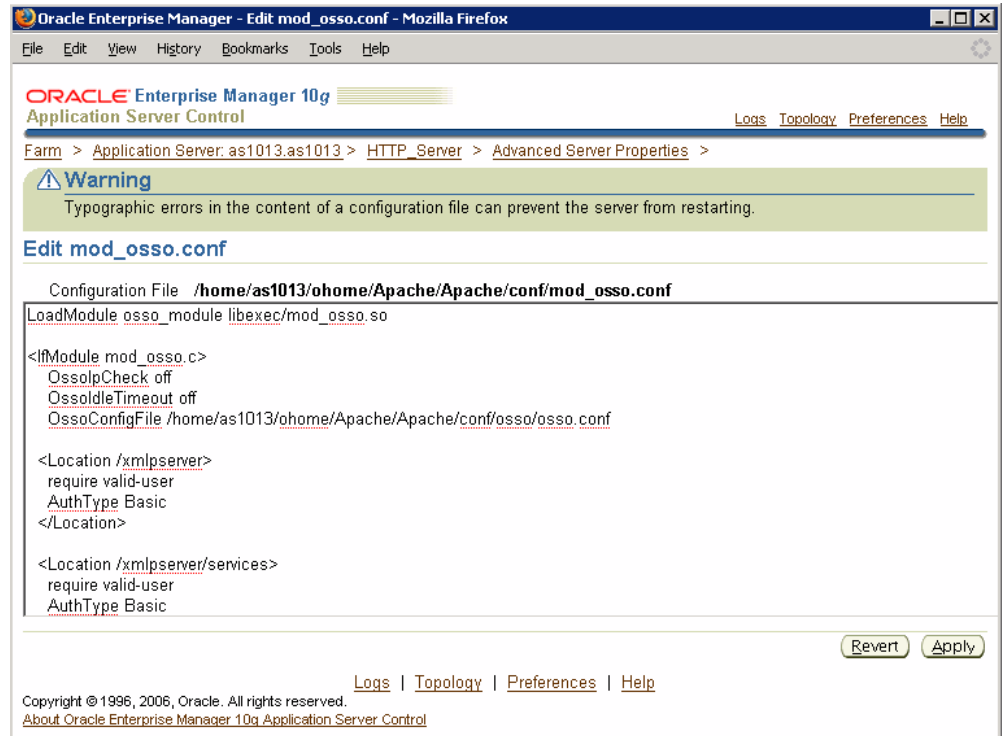 Oracle Enterprise Manager - Edit mod_osso.conf - Mozilla Firefox
File Edit View History Bookmarks Tools Help
ORACLE Enterprise Manager 10g
Application Server Control
Logs Topology Preferences Help
Farm > Application Server: as1013.as1013 > HTTP_Server > Advanced Server Properties >
Warning
Typographic errors in the content of a configuration file can prevent the server from restarting.
Edit mod_osso.conf
Configuration File /home/as1013/ohome/Apache/Apache/conf/mod_osso.conf
LoadModule osso_module libexec/mod_osso.so
<IfModule mod_osso.c>
OssoIpCheck off
OssoIdleTimeout off
OssoConfigFile /home/as1013/ohome/Apache/Apache/conf/osso/osso.conf
<Location /xmlpserver>
require valid-user
AuthType Basic
</Location>
<Location /xmlpserver/services>
require valid-user
AuthType Basic
Revert Apply
Logs | Topology | Preferences | Help
Copyright © 1996, 2006, Oracle. All rights reserved.
About Oracle Enterprise Manager 10g Application Server Control